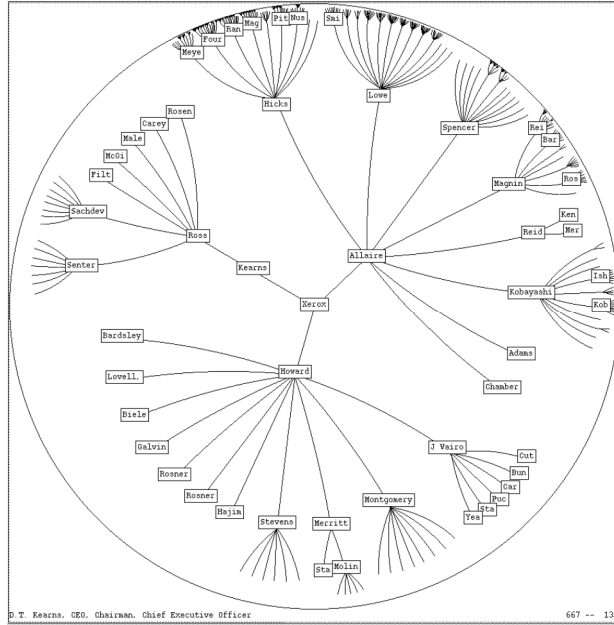 Mag
Pit
Nus
Smi
Ran
Four
Meye
Hicks
Lowe
Rosen
Carey
Male
McGi
Filt
Spencer
Rei
Bar
Magnin
Ros
Sachdev
Ross
Ken
Reid
Mer
Senter
Kearns
Allaire
Ish
Kobayashi
Kob
Xerox
Bardsley
Howard
Adams
Lovell.
Chamber
Biele
Galvin
J Vairo
Cut
Rosner
Bun
Car
Rosner
Montgomery
Puc
Hajim
Sta
Stevens
Merritt
Yea
Sta
Molin
D.T. Kearns, CEO, Chairman, Chief Executive Officer
667 -- 13